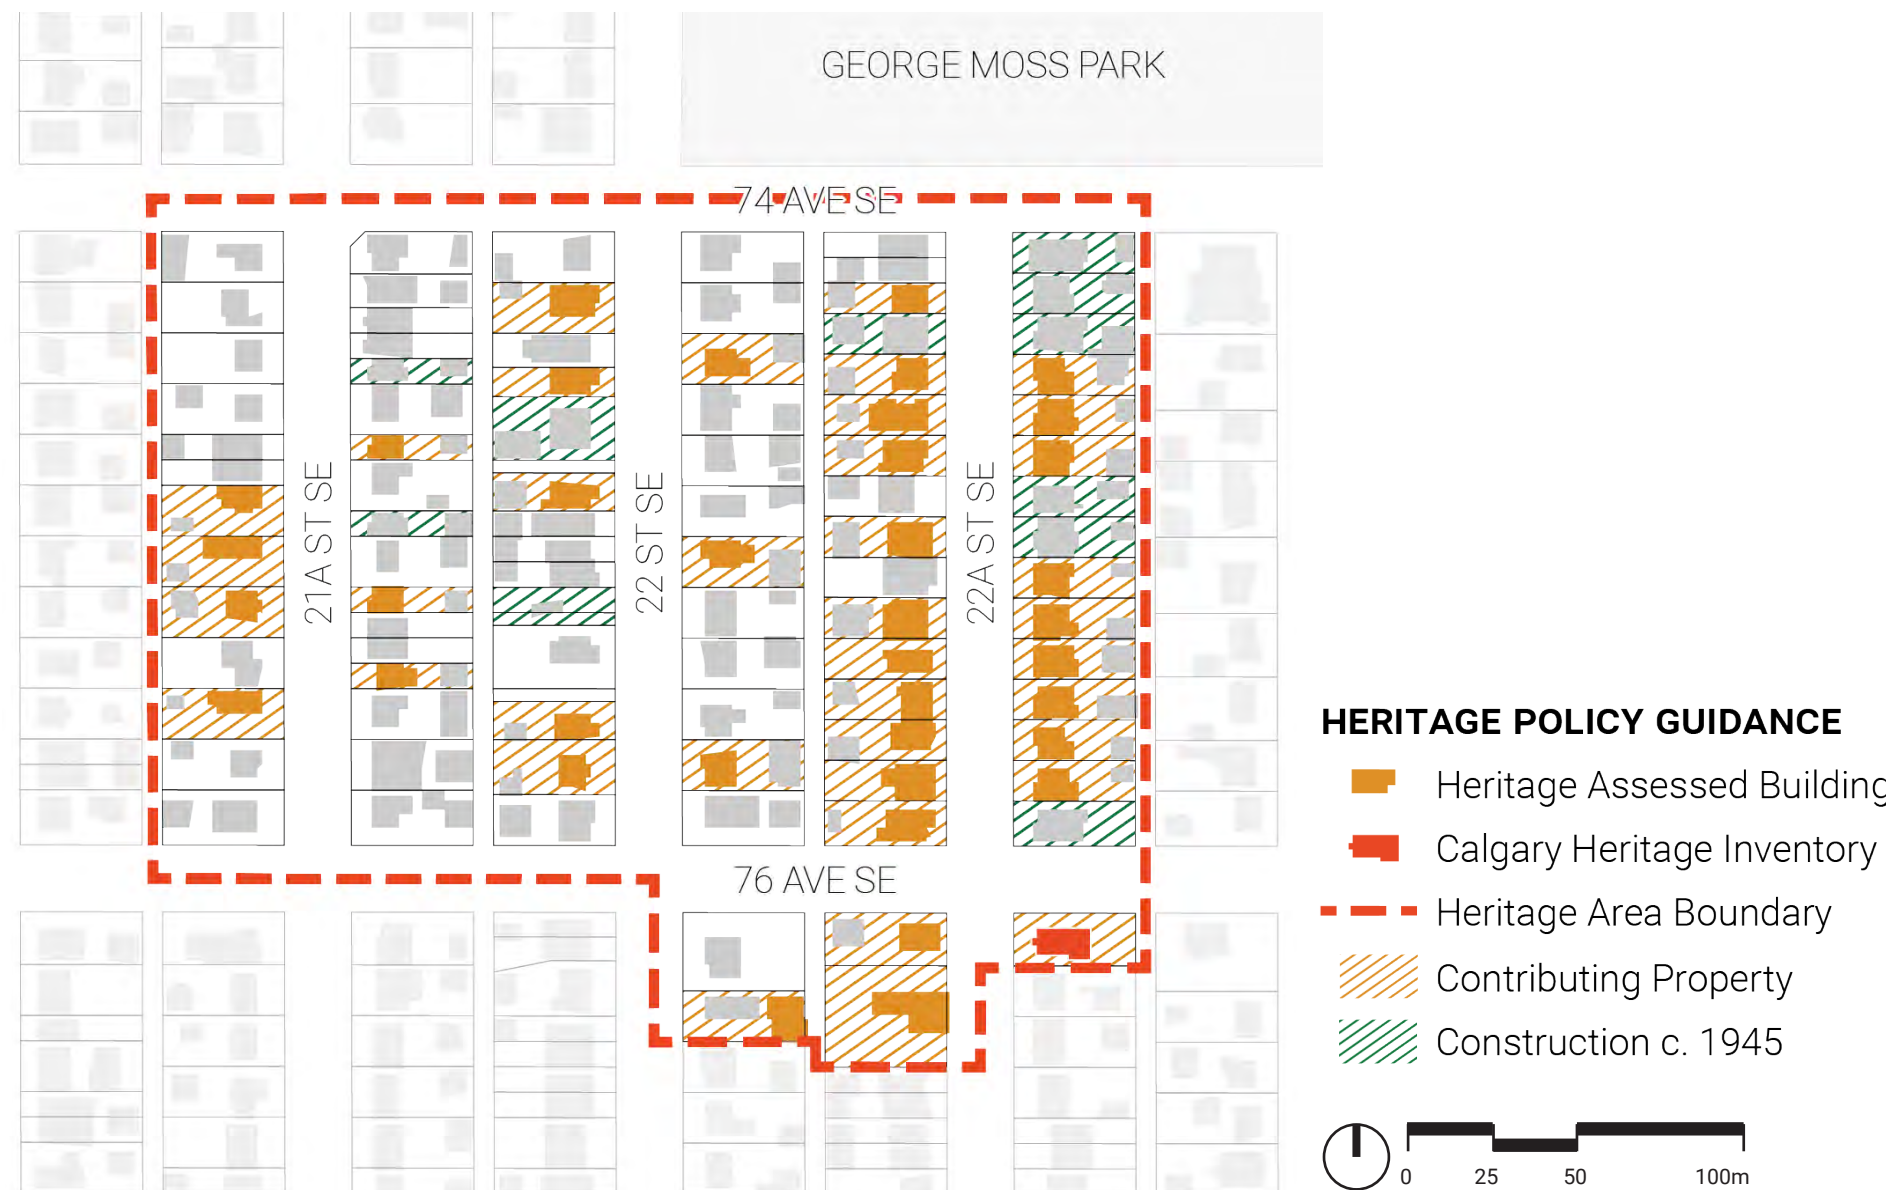 GEORGE MOSS PARK
74 AVE SE
21A ST SE
22 ST SE
22A ST SE
76 AVE SE
HERITAGE POLICY GUIDANCE
Heritage Assessed Building
Calgary Heritage Inventory
Heritage Area Boundary
Contributing Property
Construction c. 1945
0 25 50 100m